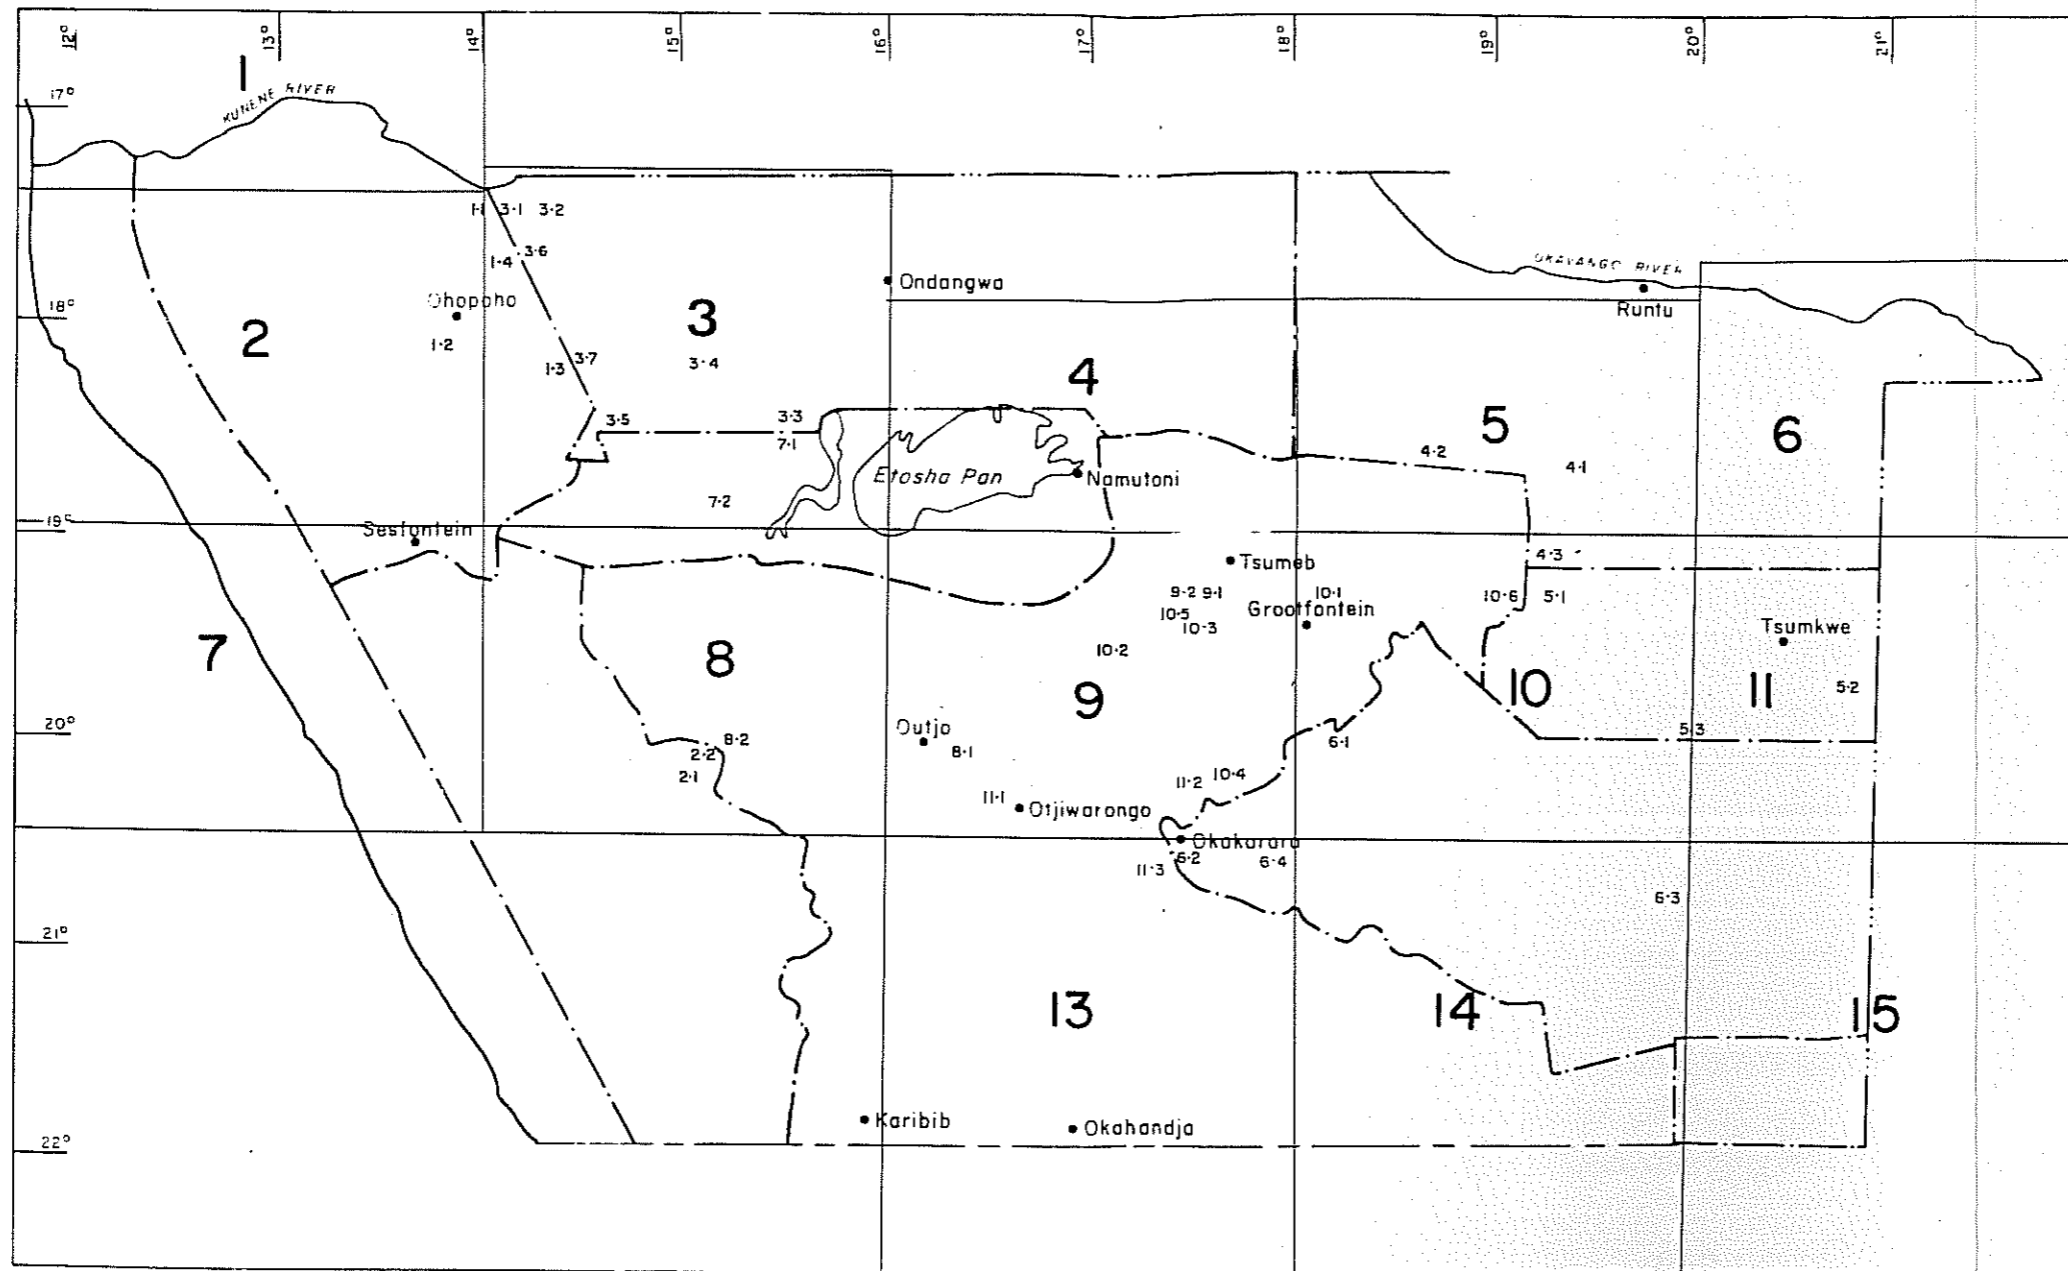 12° 13° 14° 15° 16° 17° 18° 19° 20° 21°
1
17°
KUNENE RIVER
1·1 3·1 3·2
3·6
1·4
OKAVANGO RIVER
Ondangwa
Runtu
Ohopoho
18°
2
3
1·2
1·3 3·7
3·4
4
5
6
3·5
3·3
7·1
4·2
4·1
Etosha Pan
Namutoni
7·2
19°
Sesfontein
4·3
Tsumeb
9·2 9·1
10·1
10·6 5·1
10·5
Grootfontein
10·3
Tsumkwe
7
8
10·2
9
10
11
5·2
20°
Outjo
8·2
8·1
2·2
2·1
6·1
5·3
11·2 10·4
11·1
Otjiwarongo
Okakarara
6·2
6·4
11·3
6·3
21°
13
14
15
Karibib
Okahandja
22°